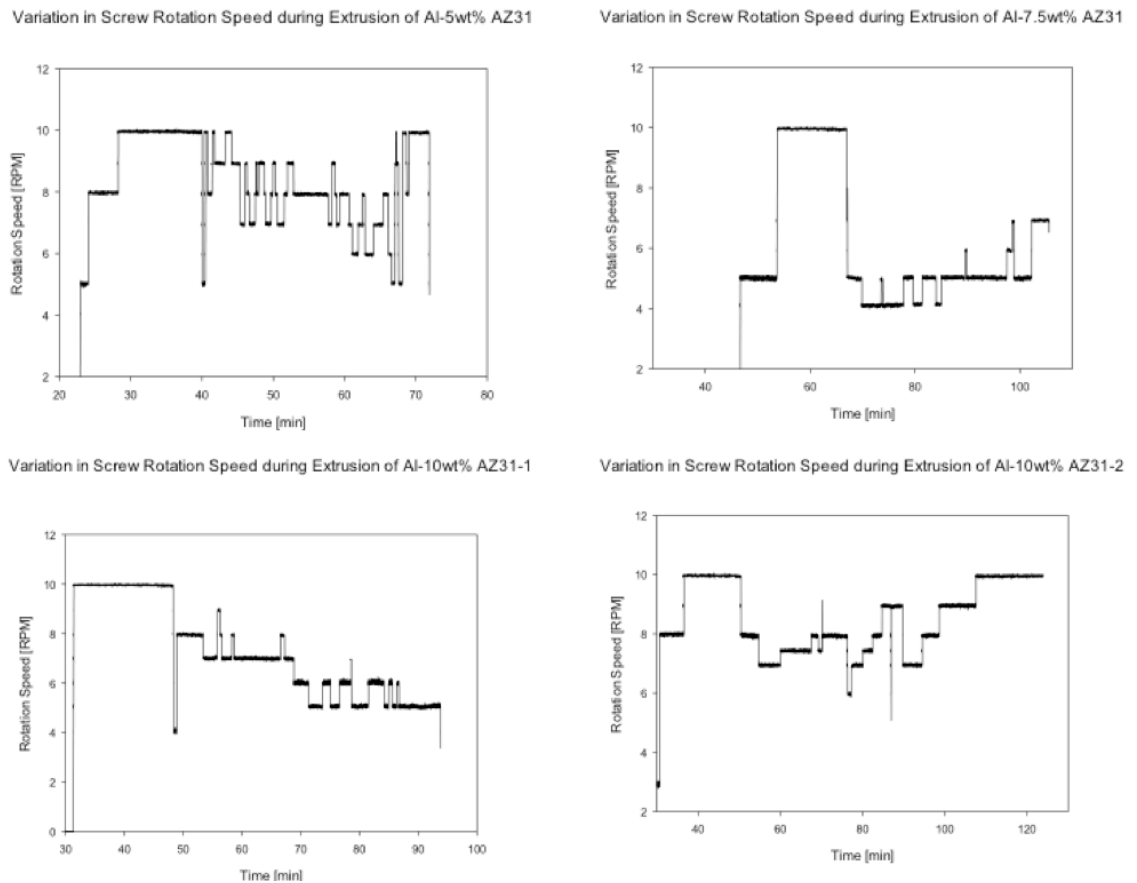 Variation in Screw Rotation Speed during Extrusion of Al-5wt% AZ31
12
10
8
6
4
2
Rotation Speed [RPM]
20 30 40 50 60 70 80
Time [min]
Variation in Screw Rotation Speed during Extrusion of Al-7.5wt% AZ31
12
10
8
6
4
2
Rotation Speed [RPM]
40 60 80 100
Time [min]
Variation in Screw Rotation Speed during Extrusion of Al-10wt% AZ31-1
12
10
8
6
4
2
0
Rotation Speed [RPM]
30 40 50 60 70 80 90 100
Time [min]
Variation in Screw Rotation Speed during Extrusion of Al-10wt% AZ31-2
12
10
8
6
4
2
Rotation Speed [RPM]
40 60 80 100 120
Time [min]